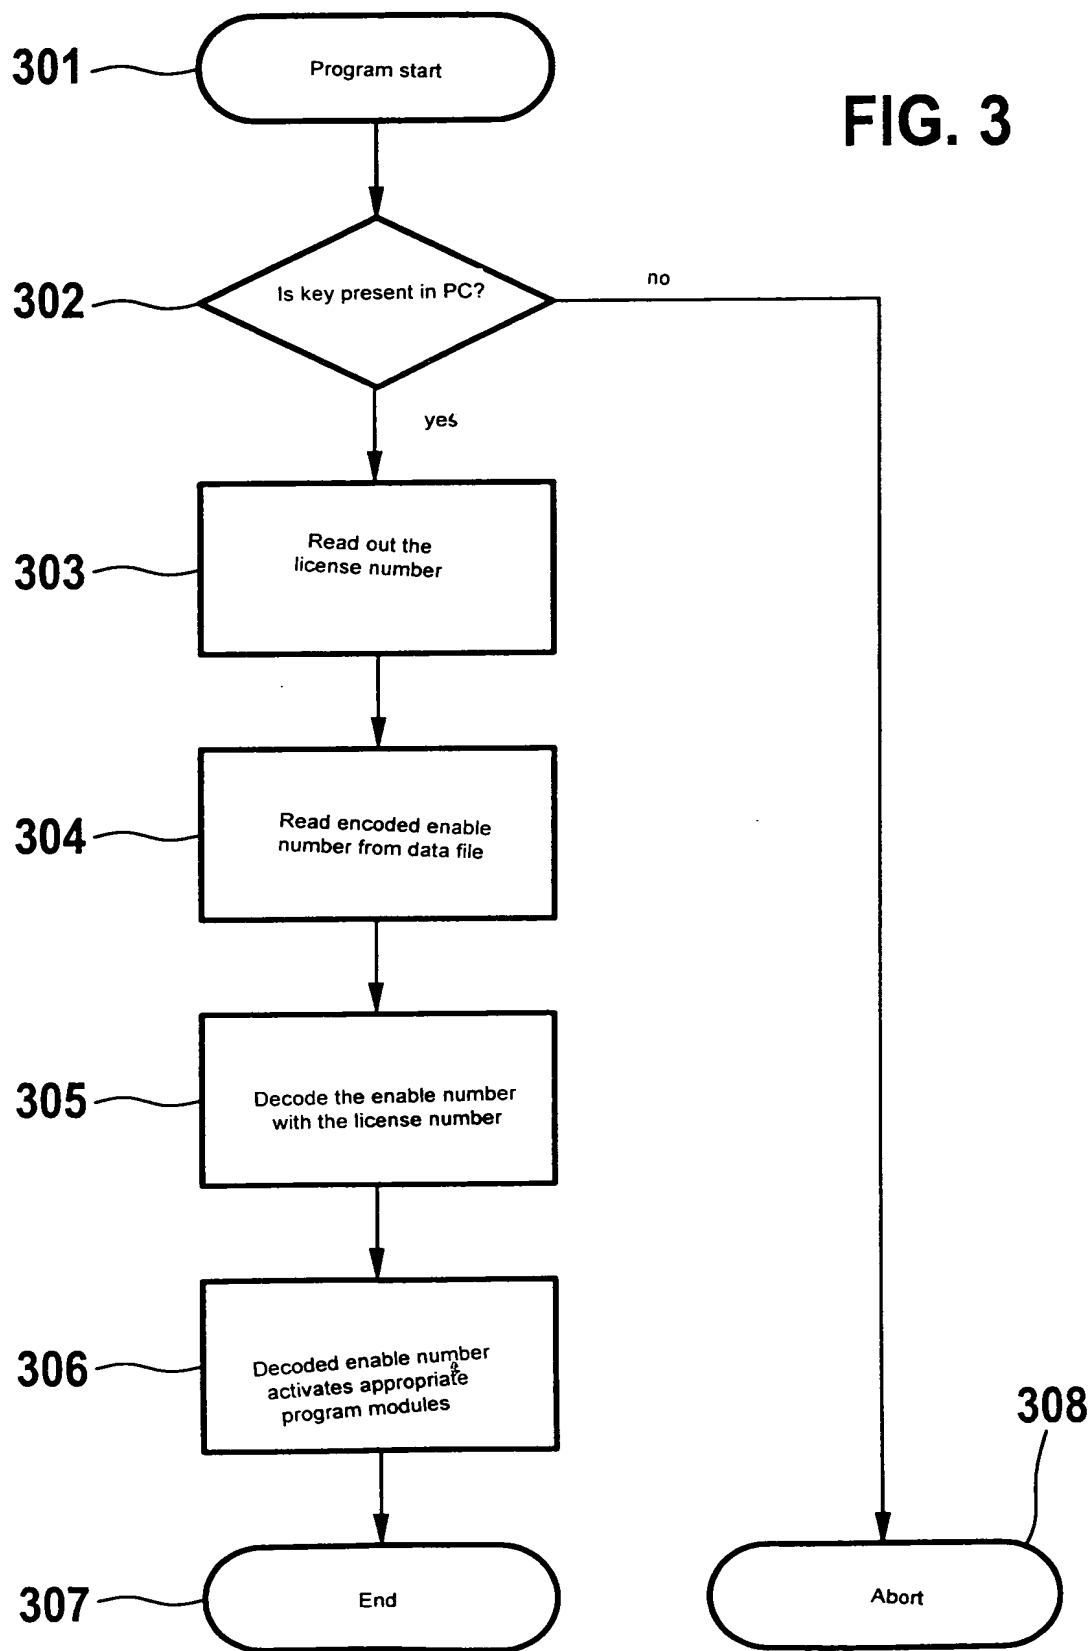 301
Program start
FIG. 3
302
Is key present in PC?
no
yes
303
Read out the
license number
304
Read encoded enable
number from data file
305
Decode the enable number
with the license number
306
Decoded enable number
activates appropriate
program modules
308
307
End
Abort